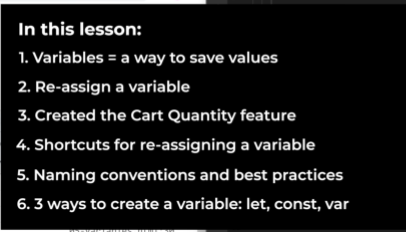 In this lesson:
1. Variables = a way to save values
2. Re-assign a variable
3. Created the Cart Quantity feature
4. Shortcuts for re-assigning a variable
5. Naming conventions and best practices
6. 3 ways to create a variable: let, const, var